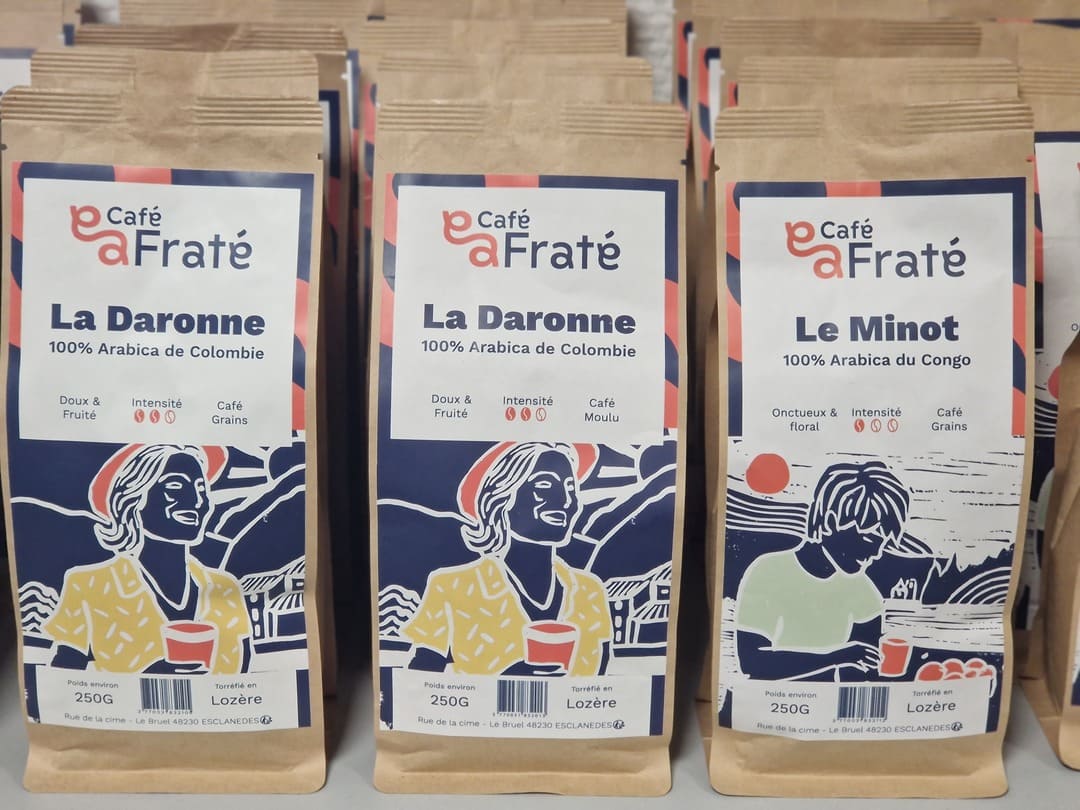 Café
Fraté
La Daronne
100% Arabica de Colombie
Doux &
Fruité
Intensité
Café
Grains
Poids environ
250G
Torréfié en
Lozère
Rue de la cime - Le Bruel 48230 ESCLANEDES
Café
Fraté
La Daronne
100% Arabica de Colombie
Doux &
Fruité
Intensité
Café
Moulu
Poids environ
250G
Torréfié en
Lozère
Rue de la cime - Le Bruel 48230 ESCLANEDES
Café
Fraté
Le Minot
100% Arabica du Congo
Onctueux &
floral
Intensité
Café
Grains
Poids environ
250G
Torréfié en
Lozère
Rue de la cime - Le Bruel 48230 ESCLANEDES